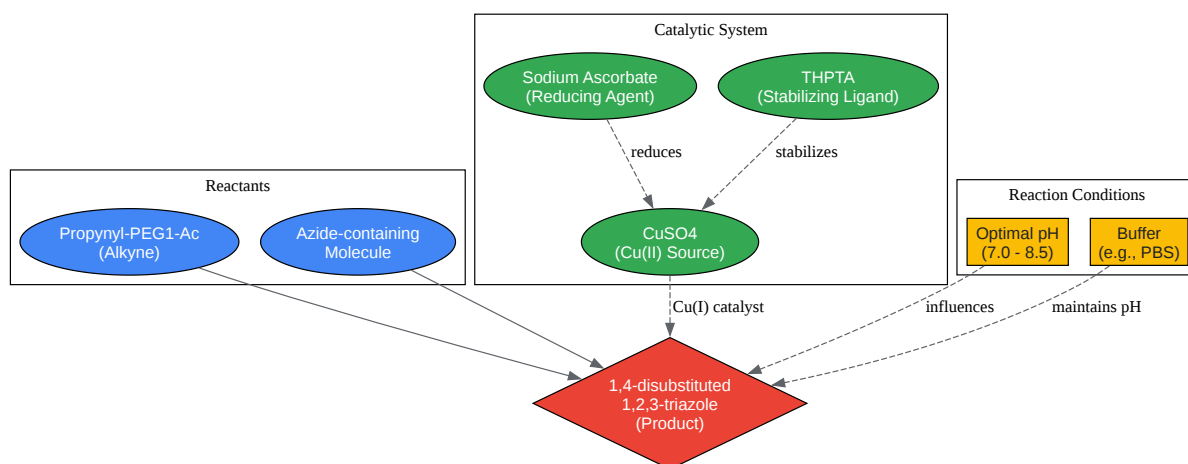 Catalytic System
Sodium Ascorbate
(Reducing Agent)
THPTA
(Stabilizing Ligand)
reduces
stabilizes
Reactants
Propynyl-PEG1-Ac
(Alkyne)
Azide-containing
Molecule
CuSO4
(Cu(II) Source)
Reaction Conditions
Optimal pH
(7.0 - 8.5)
Buffer
(e.g., PBS)
Cu(I) catalyst
influences
maintains pH
1,4-disubstituted
1,2,3-triazole
(Product)